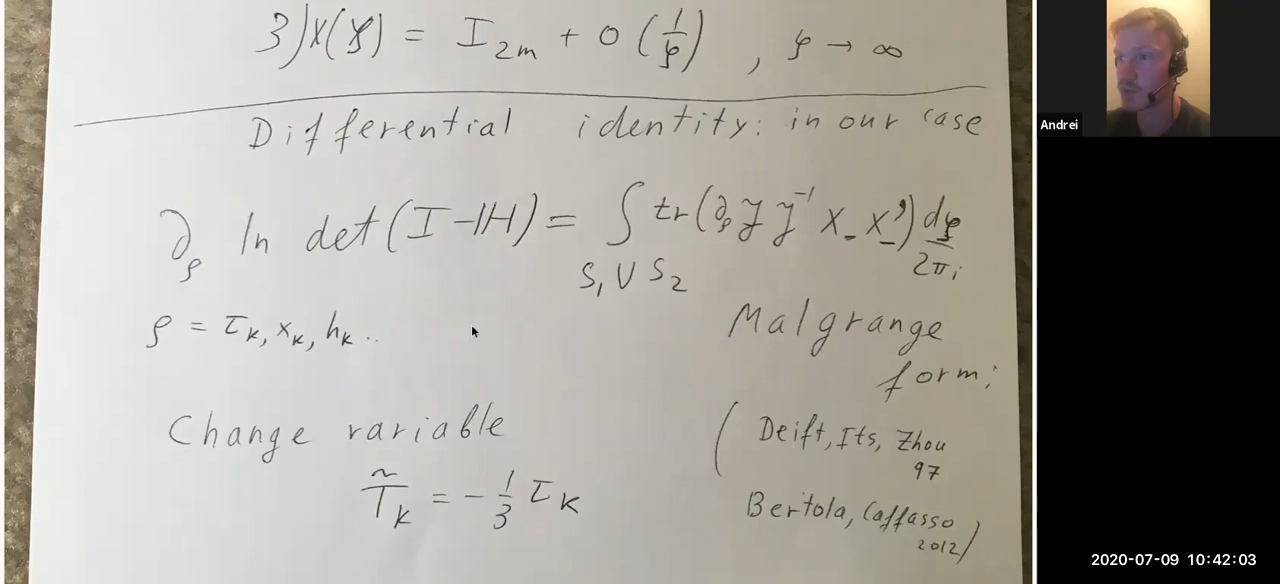 3) X(ζ) = I_{2m} + O(1/ζ), ζ → ∞
Differential identity: in our case
∂_ρ ln det(I-IH) = ∫_{S_1 ∪ S_2} tr(∂_ρ J J^{-1} X_- X_-') dζ/2πi
ρ = τ_k, x_k, h_k ..
Malgrange
form:
Change variable
τ̃_k = -1/3 τ_k
(Deift, Its, Zhou
97
Bertola, Caffasso
2012)
Andrei
2020-07-09 10:42:03